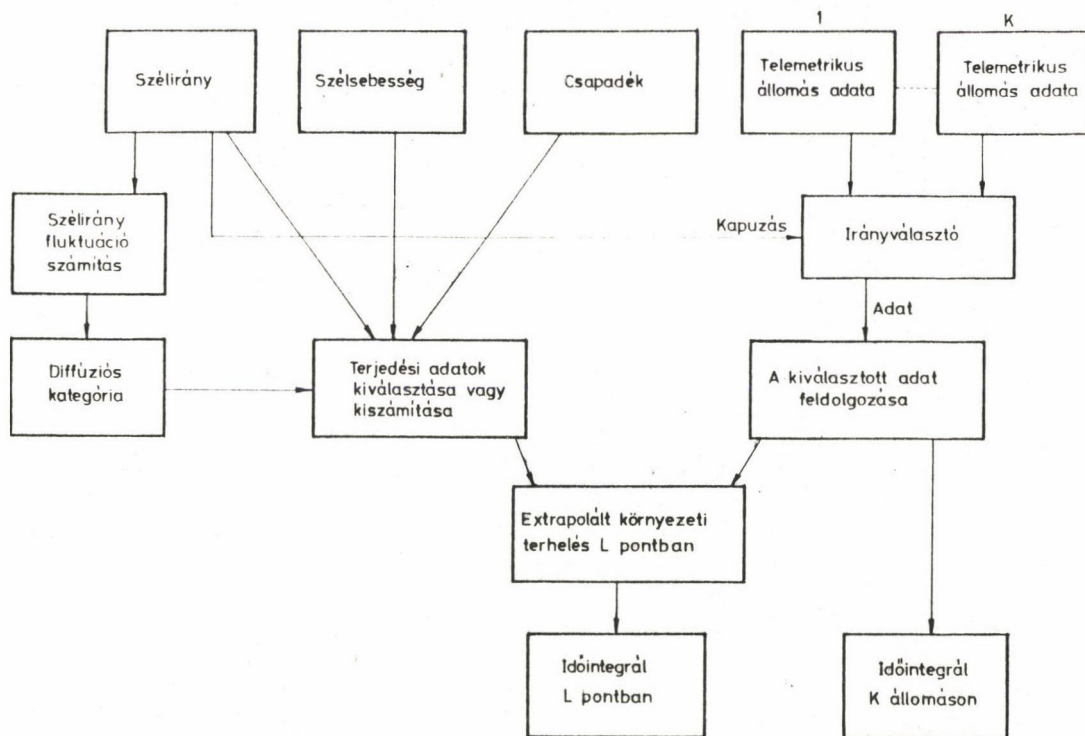 1
K
Szélirány
Szélsebesség
Csapadék
Telemetrikus
állomás adata
Telemetrikus
állomás adata
Szélirány
fluktuáció
számítás
Kapuzás
Irányválasztó
Adat
Diffúziós
kategória
Terjedési adatok
kiválasztása vagy
kiszámítása
A kiválasztott adat
feldolgozása
Extrapolált környezeti
terhelés L pontban
Időintegrál
L pontban
Időintegrál
K állomáson